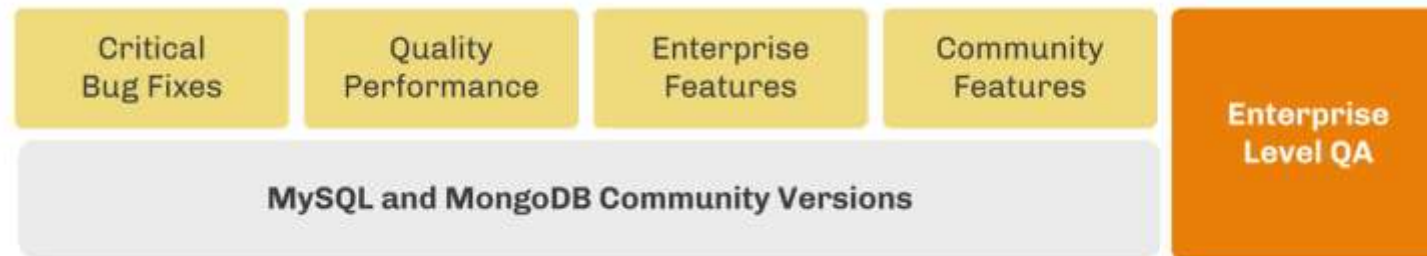 Critical
Bug Fixes
Quality
Performance
Enterprise
Features
Community
Features
Enterprise
Level QA
MySQL and MongoDB Community Versions